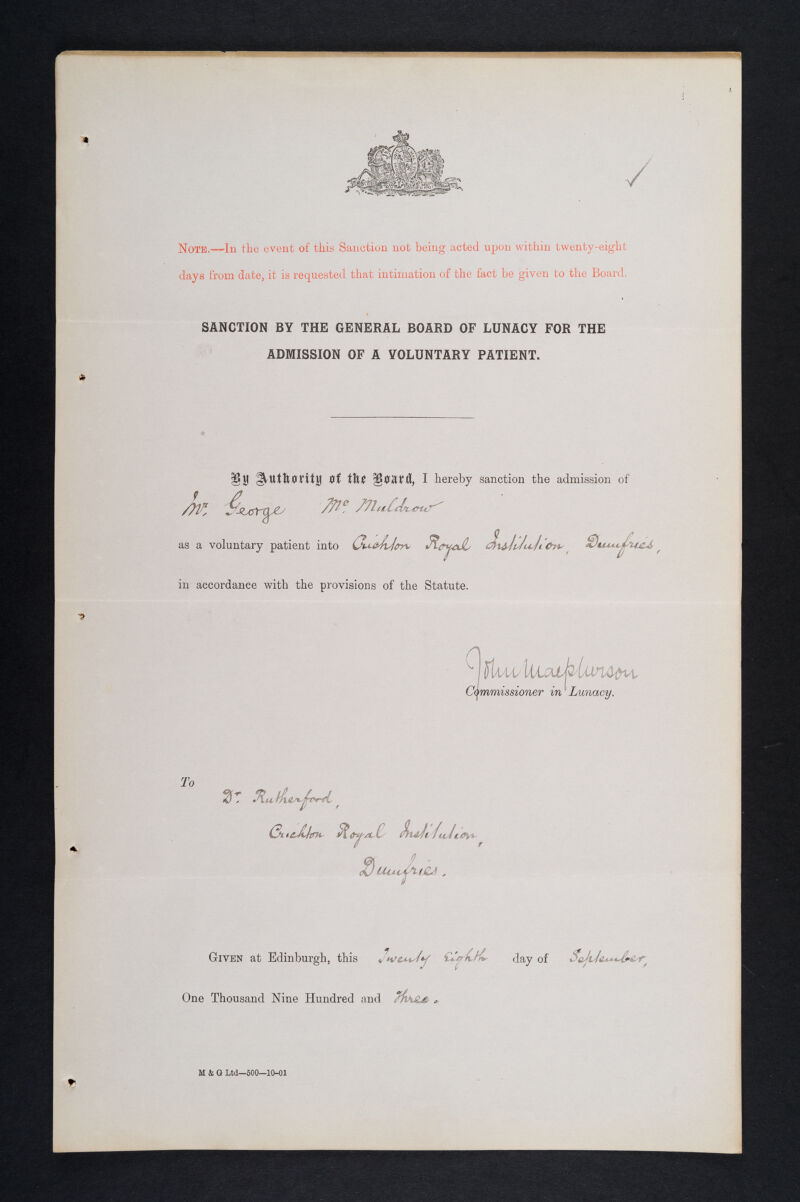 NOTE.—In the event of this Sanction not being acted upon within twenty-eight
days from date, it is requested that intimation of the fact be given to the Board.
SANCTION BY THE GENERAL BOARD OF LUNACY FOR THE
ADMISSION OF A VOLUNTARY PATIENT.
By Authority of the Board, I hereby sanction the admission of
Mr. George Mc. Muldrow
as a voluntary patient into Crichton Royal Institution, Dumfries,
in accordance with the provisions of the Statute.
John Macpherson
Commissioner in Lunacy.
To
Dr. Rutherford,
Crichton Royal Institution,
Dumfries.
GIVEN at Edinburgh, this Twenty Eighth day of September,
One Thousand Nine Hundred and Three.
M & G Ltd—500—10-01